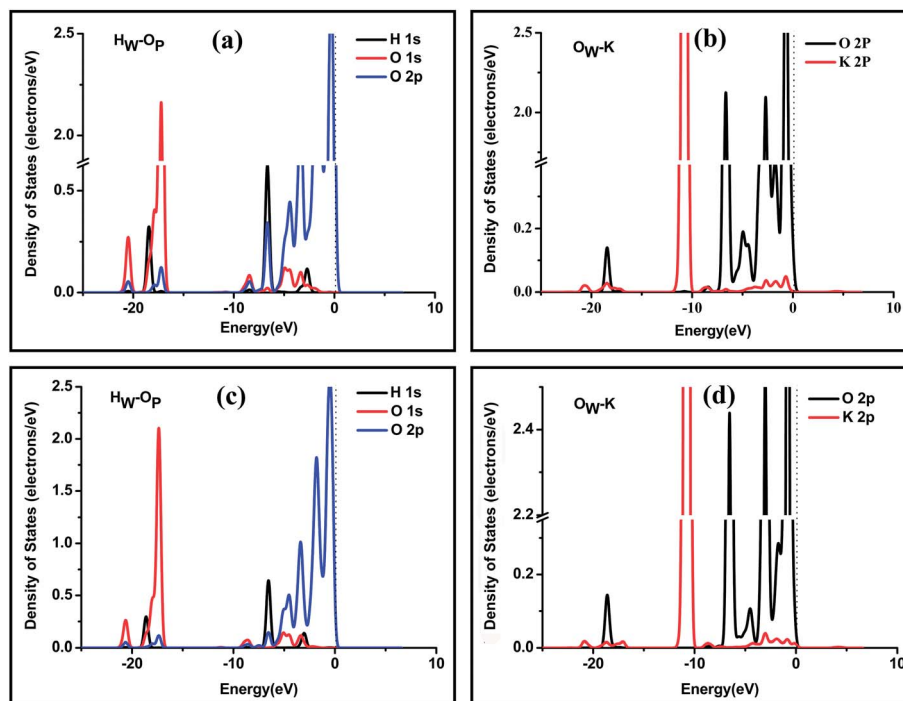 (a)
H_W-O_P
H 1s
O 1s
O 2p
Density of States (electrons/eV)
2.5
2.0
0.5
0.0
-20
-10
0
10
Energy(eV)
(b)
O_W-K
O 2P
K 2P
Density of States (electrons/eV)
2.5
2.0
0.2
0.0
-20
-10
0
10
Energy(eV)
(c)
H_W-O_P
H 1s
O 1s
O 2p
Density of States (electrons/eV)
2.5
2.0
1.5
1.0
0.5
0.0
-20
-10
0
10
Energy(eV)
(d)
O_W-K
O 2p
K 2p
Density of States (electrons/eV)
2.4
2.2
0.2
0.0
-20
-10
0
10
Energy(eV)